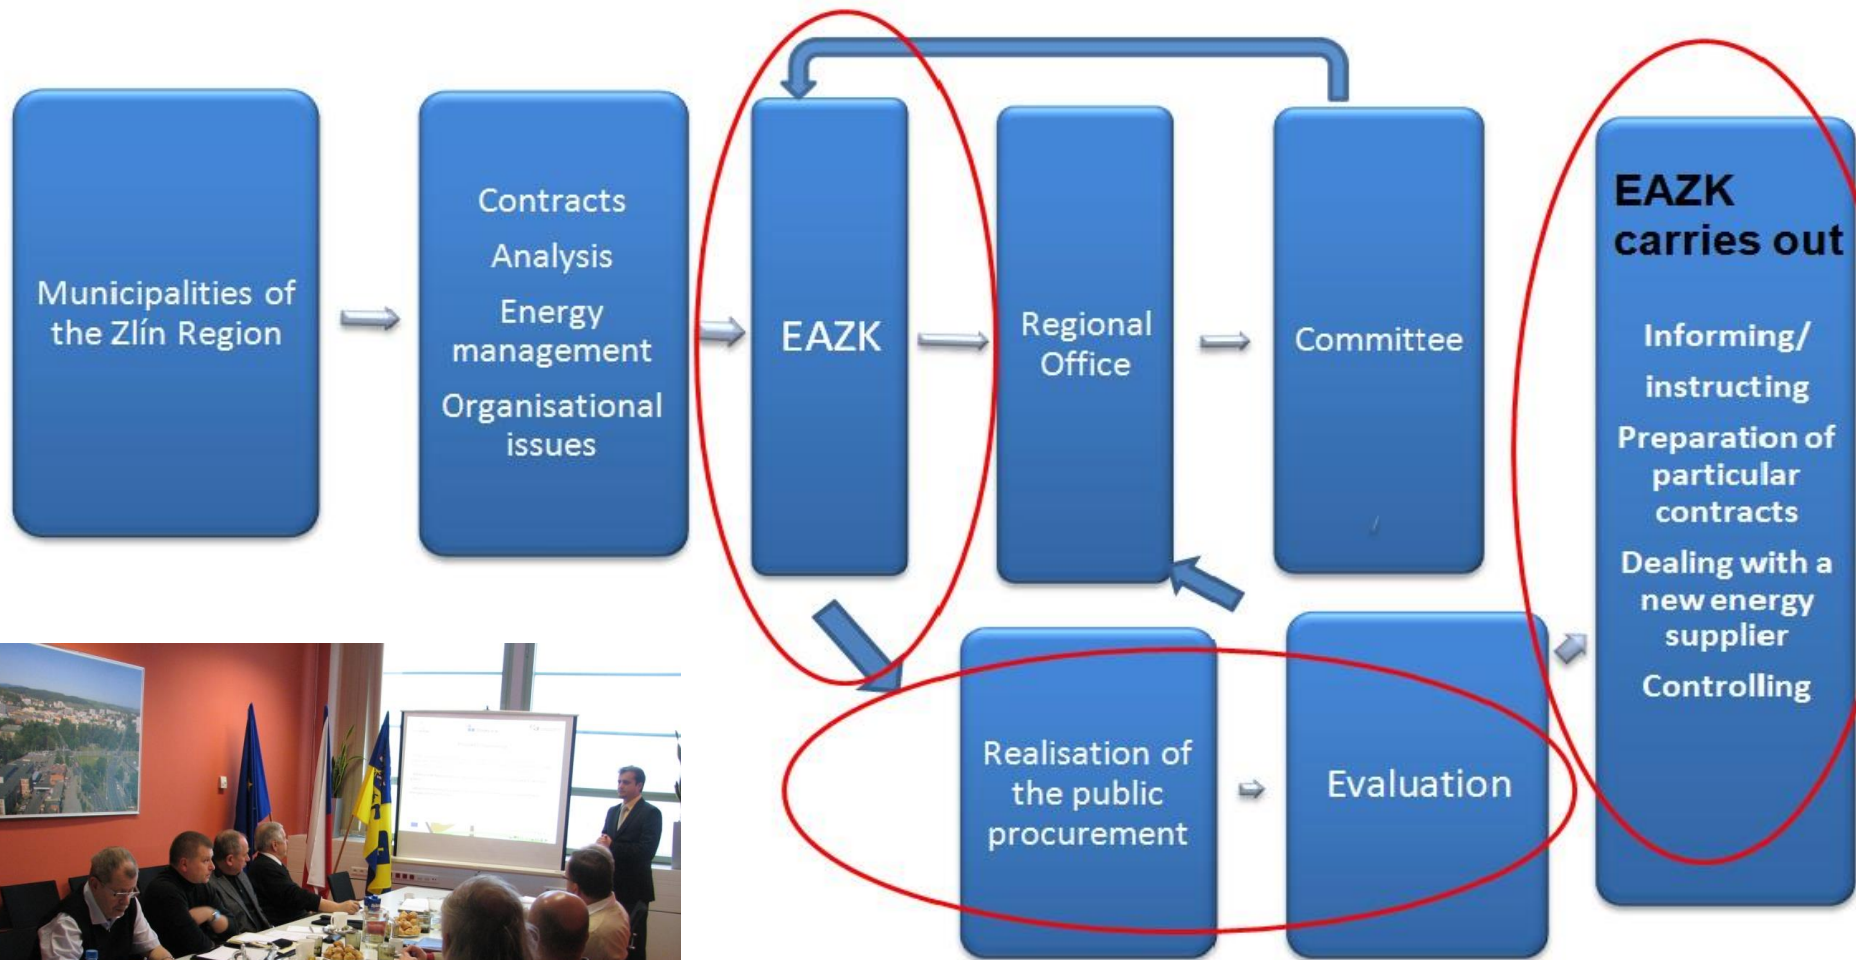 Municipalities of
the Zlín Region
Contracts
Analysis
Energy
management
Organisational
issues
EAZK
Regional
Office
Committee
EAZK
carries out
Informing/
instructing
Preparation of
particular
contracts
Dealing with a
new energy
supplier
Controlling
Realisation of
the public
procurement
Evaluation